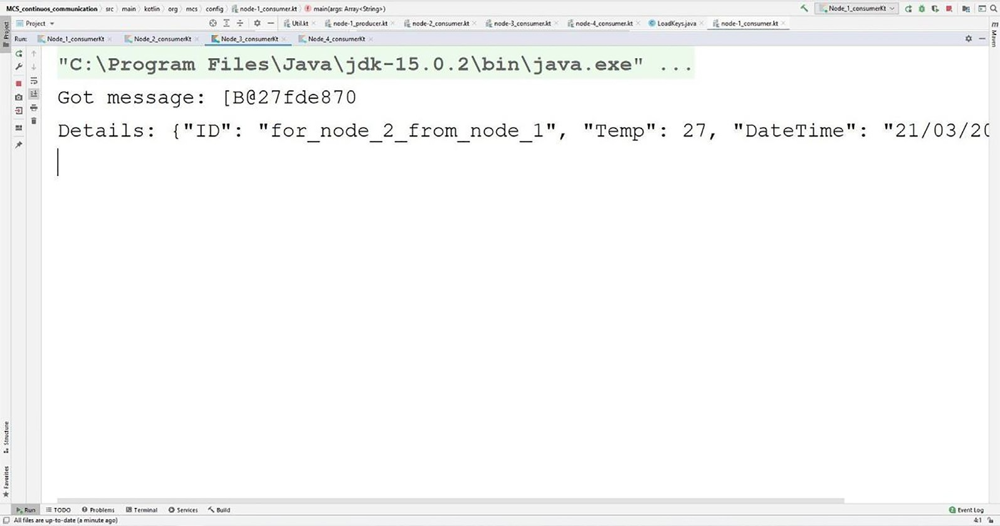 MCS_continuos_communication src main kotlin org mcs config node-1_consumer.kt main(args: Array<String>)
Node_1_consumerKt
Project
Util.kt node-1_producer.kt node-2_consumer.kt node-3_consumer.kt node-4_consumer.kt LoadKeys.java node-1_consumer.kt
Run: Node_1_consumerKt Node_2_consumerKt Node_3_consumerKt Node_4_consumerKt
Project
Maven
"C:\Program Files\Java\jdk-15.0.2\bin\java.exe" ...
Got message: [B@27fde870
Details: {"ID": "for_node_2_from_node_1", "Temp": 27, "DateTime": "21/03/20
Structure
Favorites
Run TODO Problems Terminal Services Build
2 Event Log
All files are up-to-date (a minute ago)
4:1